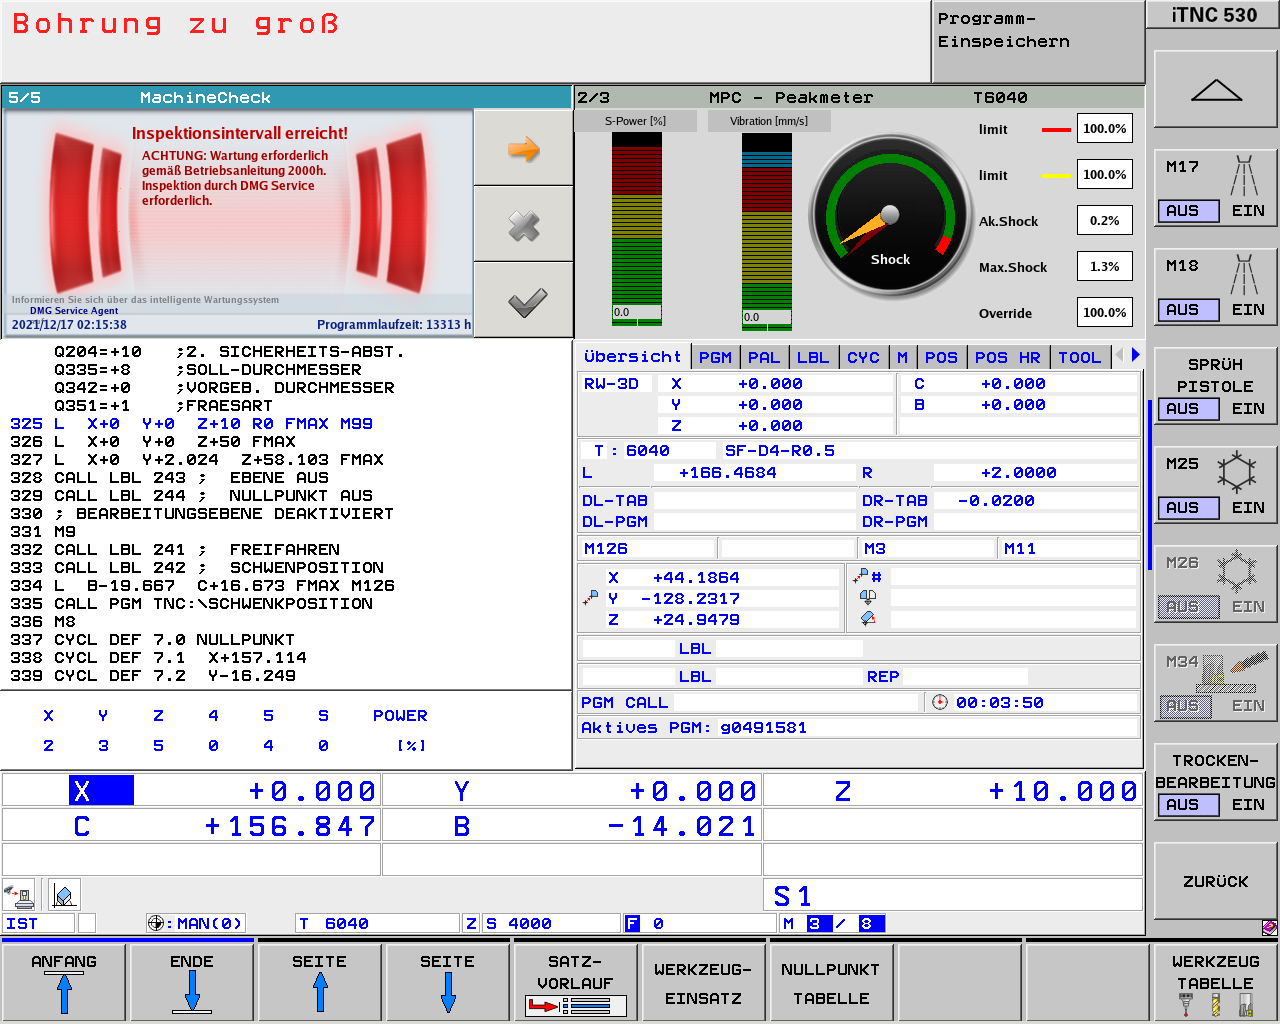 Bohrung zu groß
Programm-
Einspeichern
iTNC 530
5/5 MachineCheck
2/3 MPC - Peakmeter T6040
Inspektionsintervall erreicht!
ACHTUNG: Wartung erforderlich
gemäß Betriebsanleitung 2000h.
Inspektion durch DMG Service
erforderlich.
Informieren Sie sich über das intelligente Wartungssystem
DMG Service Agent
2021/12/17 02:15:38 Programmlaufzeit: 13313 h
S-Power [%] Vibration [mm/s]
0.0 0.0
Shock
limit 100.0%
limit 100.0%
Ak.Shock 0.2%
Max.Shock 1.3%
Override 100.0%
Q204=+10 ;2. SICHERHEITS-ABST.
Q335=+8 ;SOLL-DURCHMESSER
Q342=+0 ;VORGEB. DURCHMESSER
Q351=+1 ;FRAESART
325 L X+0 Y+0 Z+10 R0 FMAX M99
326 L X+0 Y+0 Z+50 FMAX
327 L X+0 Y+2.024 Z+58.103 FMAX
328 CALL LBL 243 ; EBENE AUS
329 CALL LBL 244 ; NULLPUNKT AUS
330 ; BEARBEITUNGSEBENE DEAKTIVIERT
331 M9
332 CALL LBL 241 ; FREIFAHREN
333 CALL LBL 242 ; SCHWENPOSITION
334 L B-19.667 C+16.673 FMAX M126
335 CALL PGM TNC:\SCHWENKPOSITION
336 M8
337 CYCL DEF 7.0 NULLPUNKT
338 CYCL DEF 7.1 X+157.114
339 CYCL DEF 7.2 Y-16.249
Übersicht PGM PAL LBL CYC M POS POS HR TOOL
RW-3D X +0.000 C +0.000
Y +0.000 B +0.000
Z +0.000
T : 6040 SF-D4-R0.5
L +166.4684 R +2.0000
DL-TAB DR-TAB -0.0200
DL-PGM DR-PGM
M126 M3 M11
X +44.1864 #
Y -128.2317
Z +24.9479
LBL
LBL REP
PGM CALL 00:03:50
Aktives PGM: g0491581
X Y Z 4 5 S POWER
2 3 5 0 4 0 [%]
X +0.000 Y +0.000 Z +10.000
C +156.847 B -14.021
S1
IST :MAN(0) T 6040 Z S 4000 F 0 M 3 / 8
M17
AUS EIN
M18
AUS EIN
SPRÜH
PISTOLE
AUS EIN
M25
AUS EIN
M26
AUS EIN
M34
AUS EIN
TROCKEN-
BEARBEITUNG
AUS EIN
ZURÜCK
ANFANG
ENDE
SEITE
SEITE
SATZ-
VORLAUF
WERKZEUG-
EINSATZ
NULLPUNKT
TABELLE
WERKZEUG
TABELLE